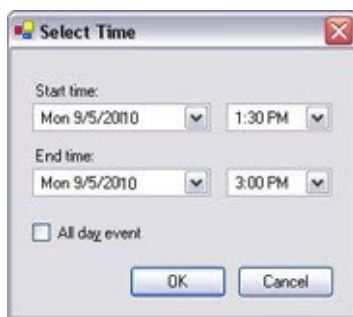 Select Time
Start time:
Mon 9/5/2010 1:30 PM
End time:
Mon 9/5/2010 3:00 PM
All day event
OK Cancel